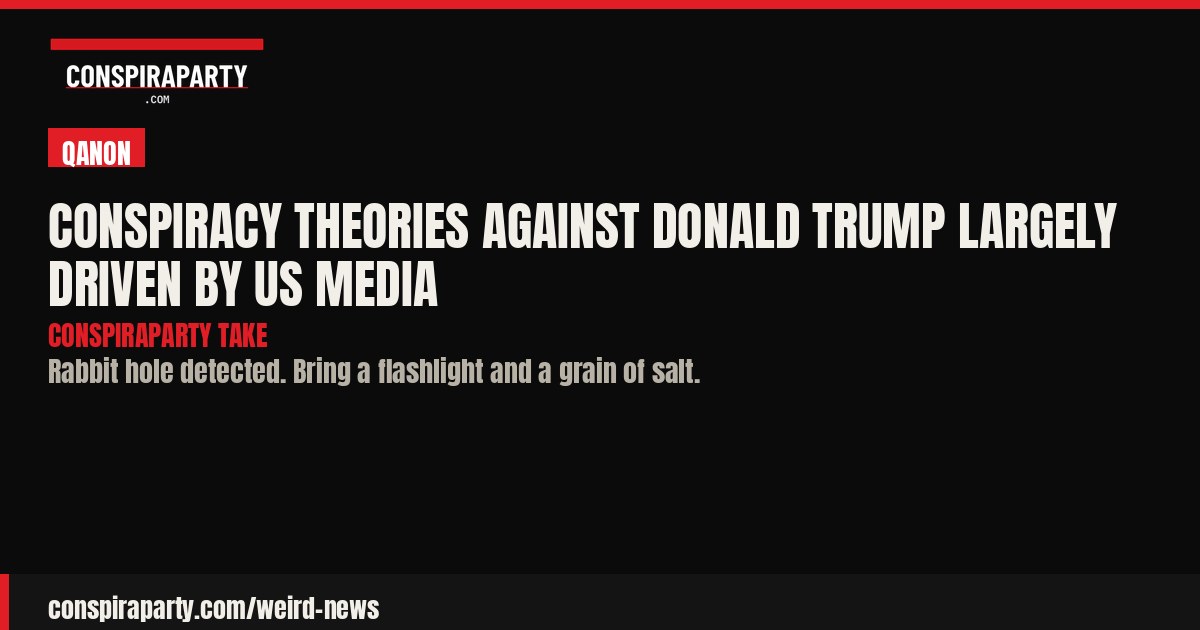 CONSPIRAPARTY
.COM
QANON
CONSPIRACY THEORIES AGAINST DONALD TRUMP LARGELY
DRIVEN BY US MEDIA
CONSPIRAPARTY TAKE
Rabbit hole detected. Bring a flashlight and a grain of salt.
conspiraparty.com/weird-news